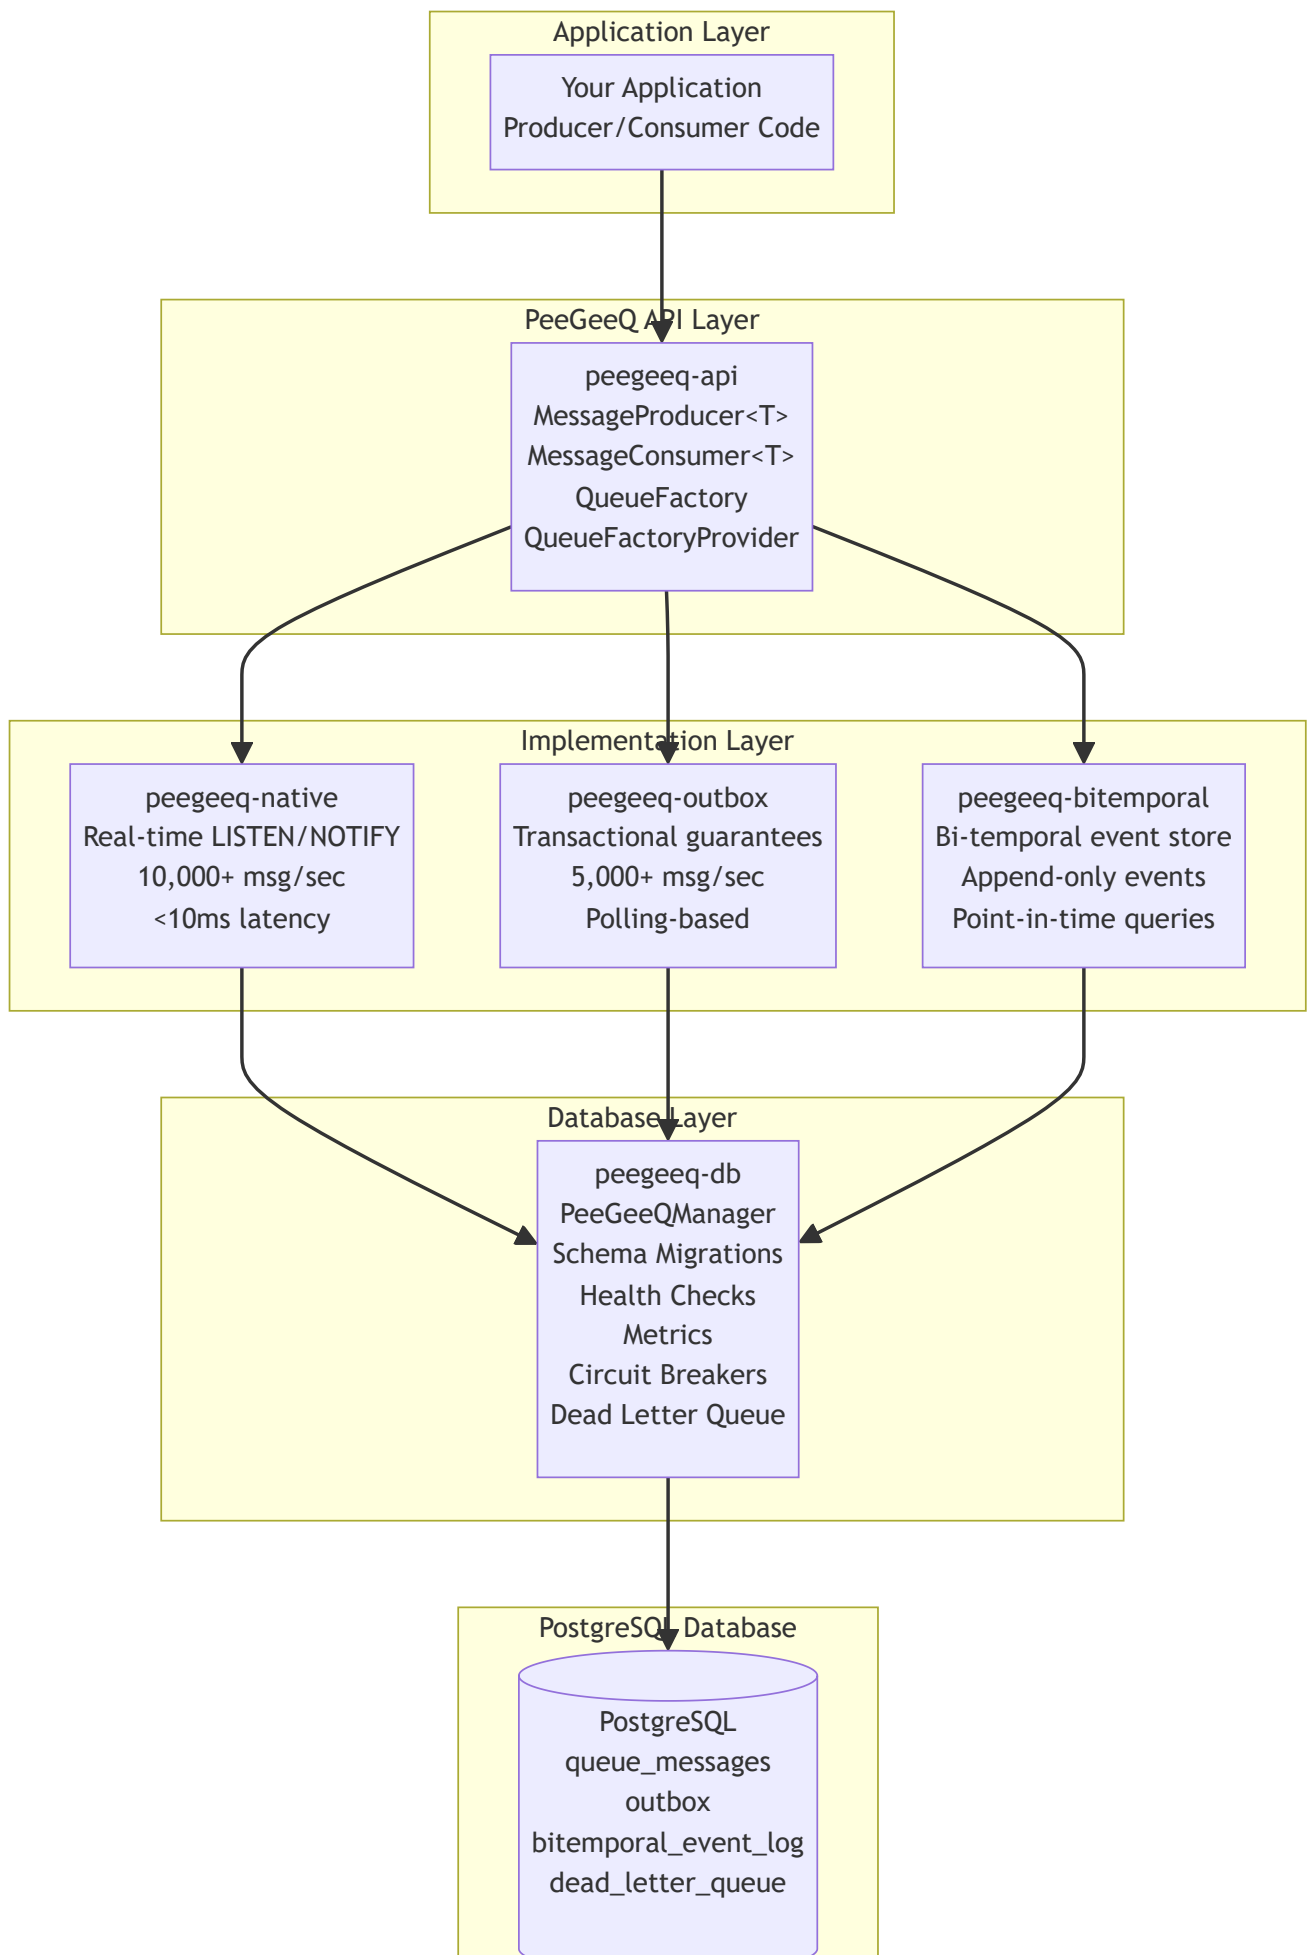 Application Layer
Your Application
Producer/Consumer Code
PeeGeeQ API Layer
peegeeq-api
MessageProducer<T>
MessageConsumer<T>
QueueFactory
QueueFactoryProvider
Implementation Layer
peegeeq-native
Real-time LISTEN/NOTIFY
10,000+ msg/sec
<10ms latency
peegeeq-outbox
Transactional guarantees
5,000+ msg/sec
Polling-based
peegeeq-bitemporal
Bi-temporal event store
Append-only events
Point-in-time queries
Database Layer
peegeeq-db
PeeGeeQManager
Schema Migrations
Health Checks
Metrics
Circuit Breakers
Dead Letter Queue
PostgreSQL Database
PostgreSQL
queue_messages
outbox
bitemporal_event_log
dead_letter_queue